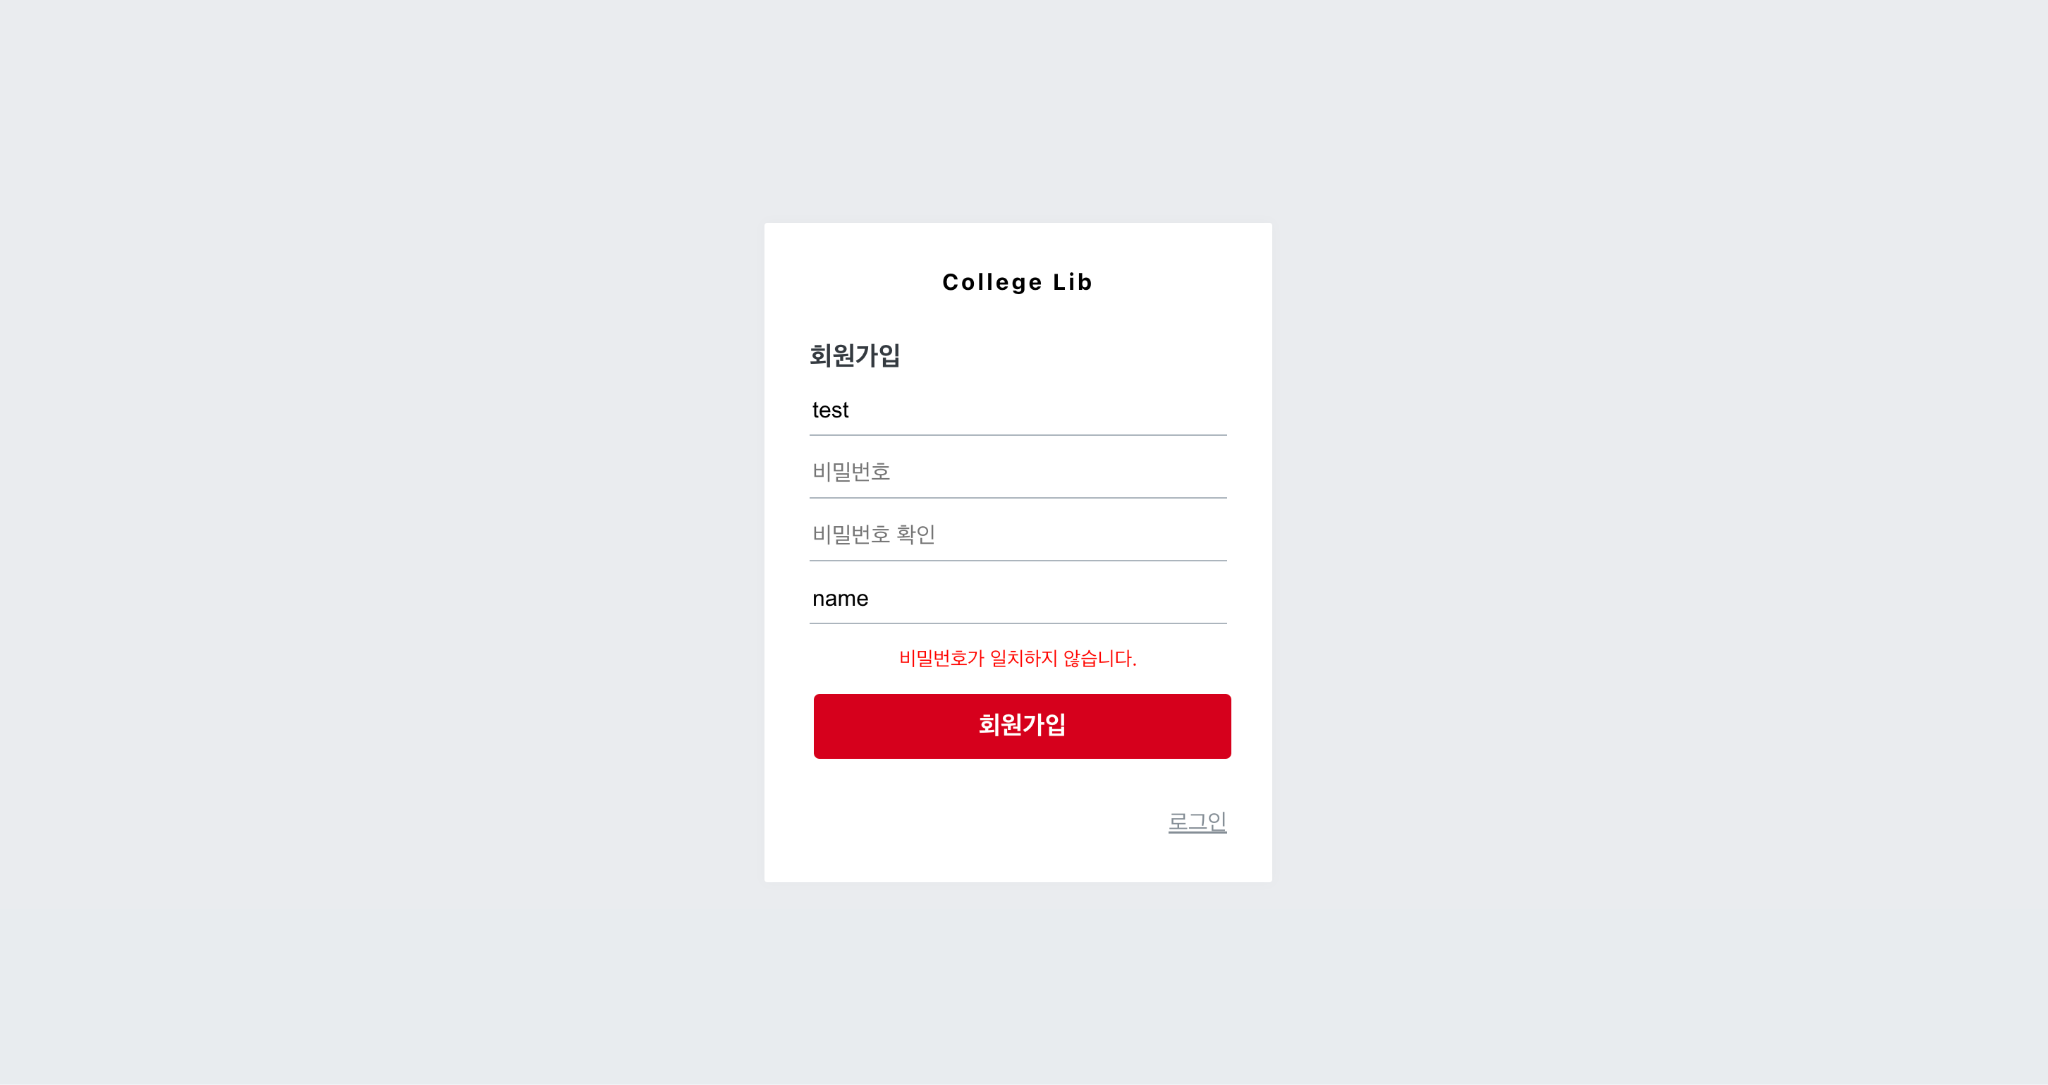 College Lib
회원가입
test
비밀번호
비밀번호 확인
name
비밀번호가 일치하지 않습니다.
회원가입
로그인